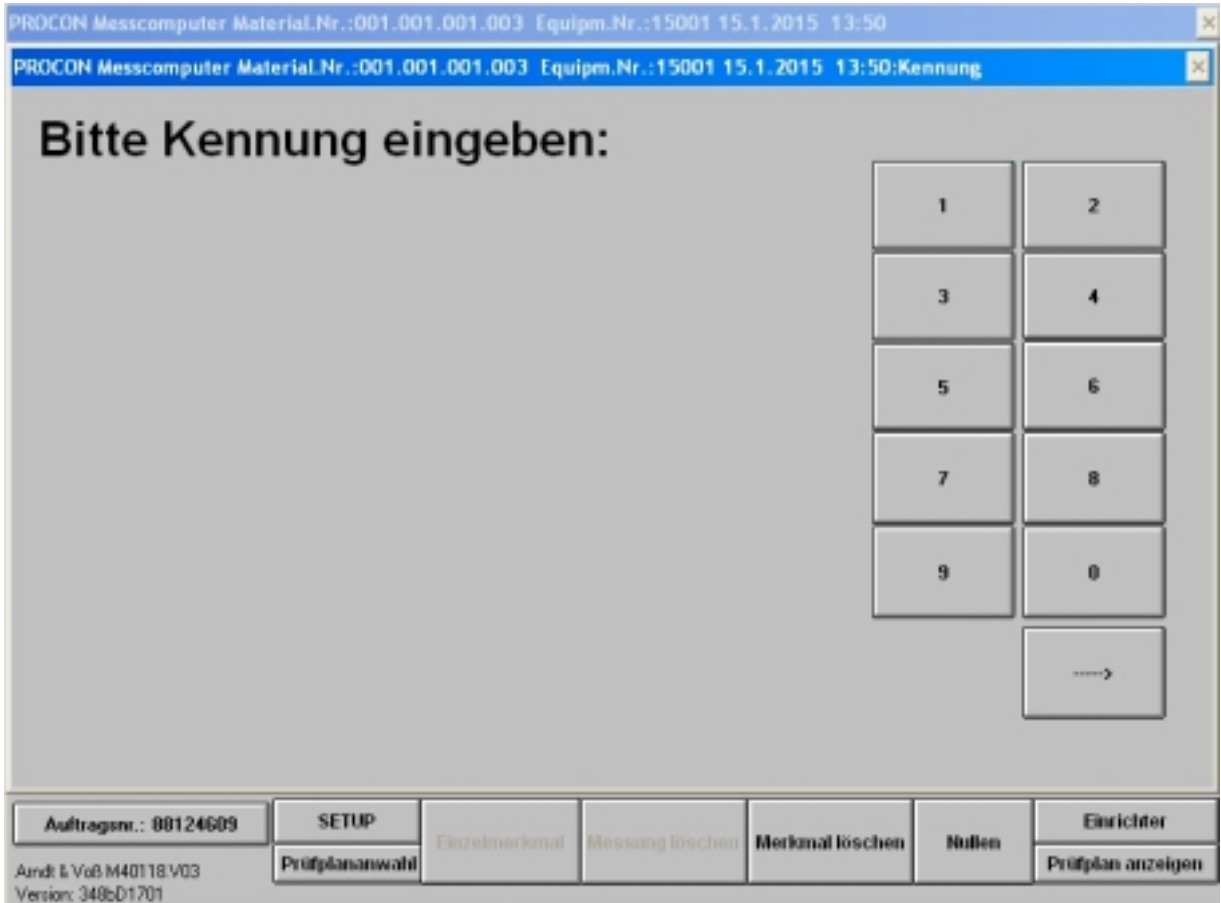 PROCON Messcomputer Material.Nr.:001.001.001.003 Equipm.Nr.:15001 15.1.2015 13:50
PROCON Messcomputer Material.Nr.:001.001.001.003 Equipm.Nr.:15001 15.1.2015 13:50:Kennung
Bitte Kennung eingeben:
1 2
3 4
5 6
7 8
9 0
----->
Auftragsnr.: 00124609
SETUP
Prüfplananwahl
Einzelmerkmal
Messung löschen
Merkmal löschen
Nullen
Einrichter
Prüfplan anzeigen
Arndt & Voß M40118.V03
Version: 348bD1701